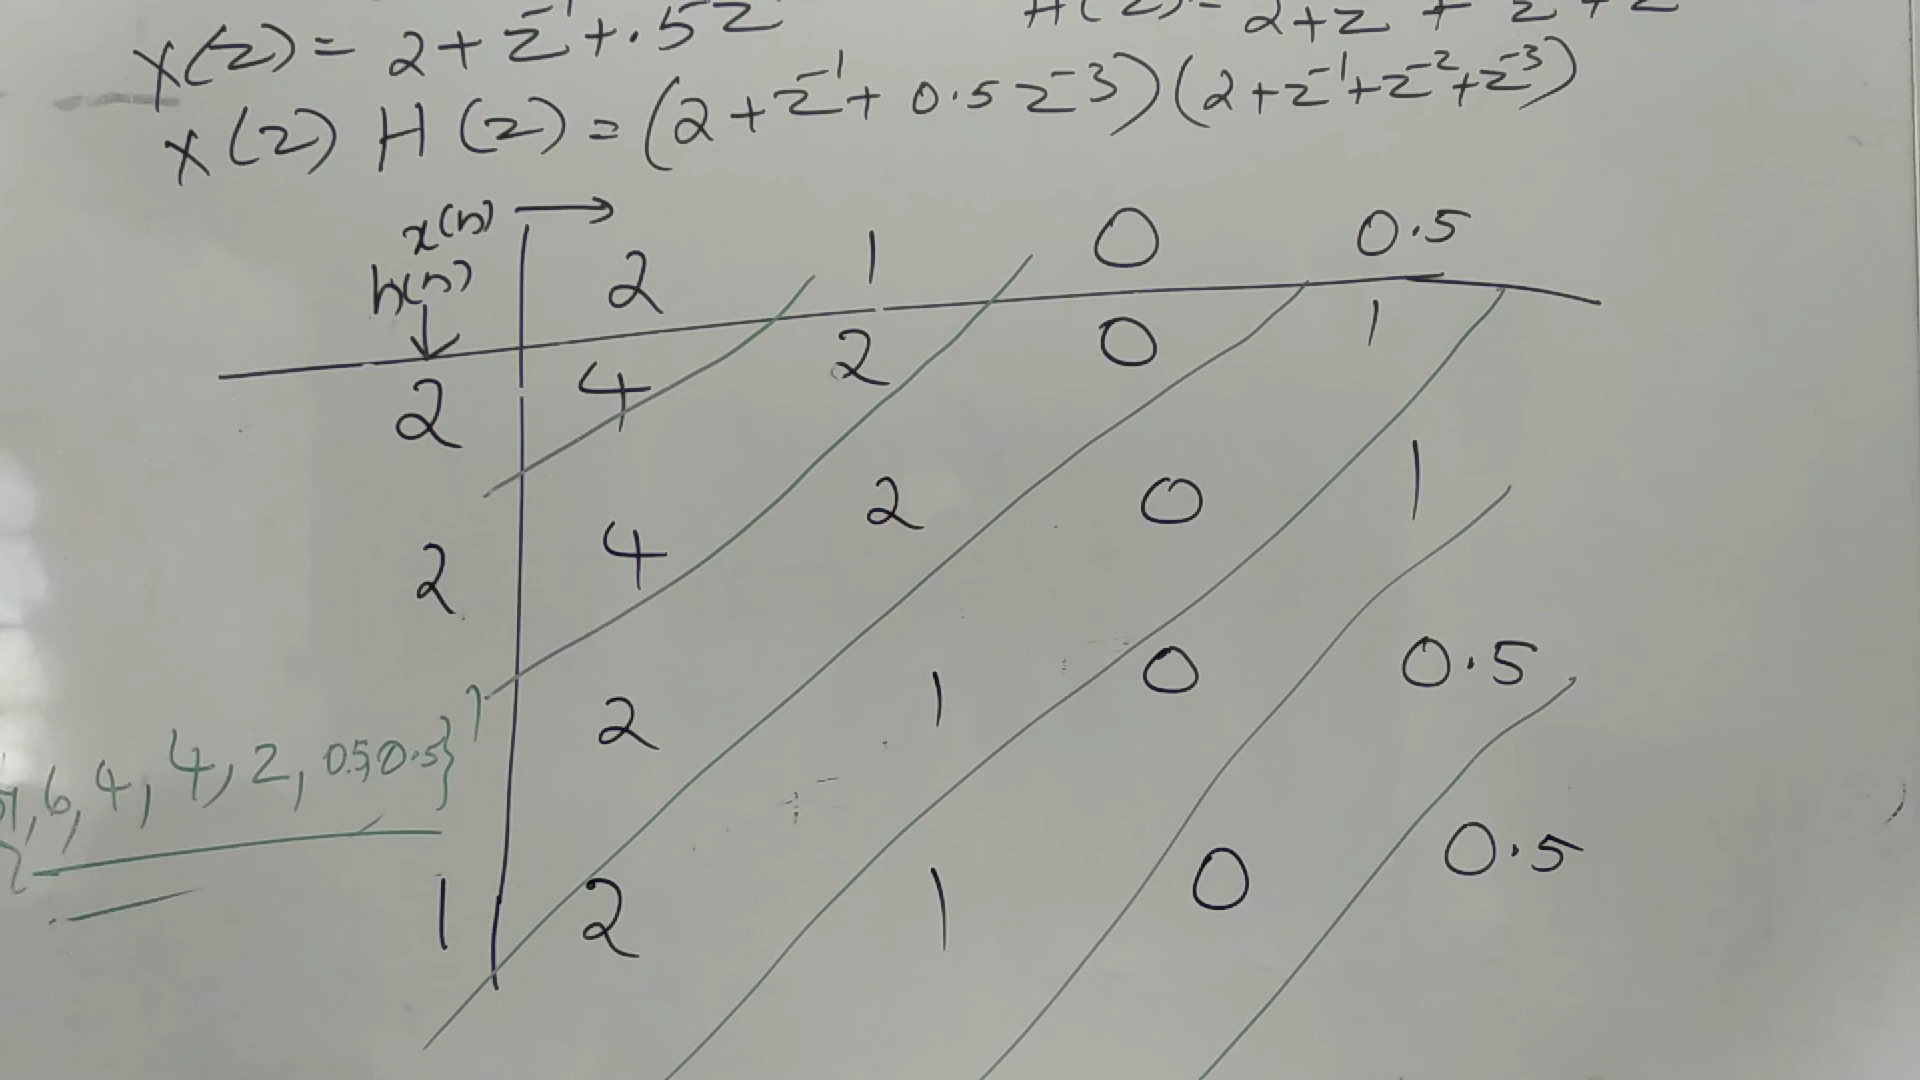 X(z) = 2 + z⁻¹ + .5z
H(z) = 2 + z + z + z
X(z) H(z) = (2 + z⁻¹ + 0.5 z⁻³)(2 + z⁻¹ + z⁻² + z⁻³)
x(n) →
h(n) ↓
2 1 0 0.5
2 4 2 0 1
2 4 2 0 1
2 1 0 0.5
6, 4, 4, 2, 0.5, 0.5}
1 2 1 0 0.5